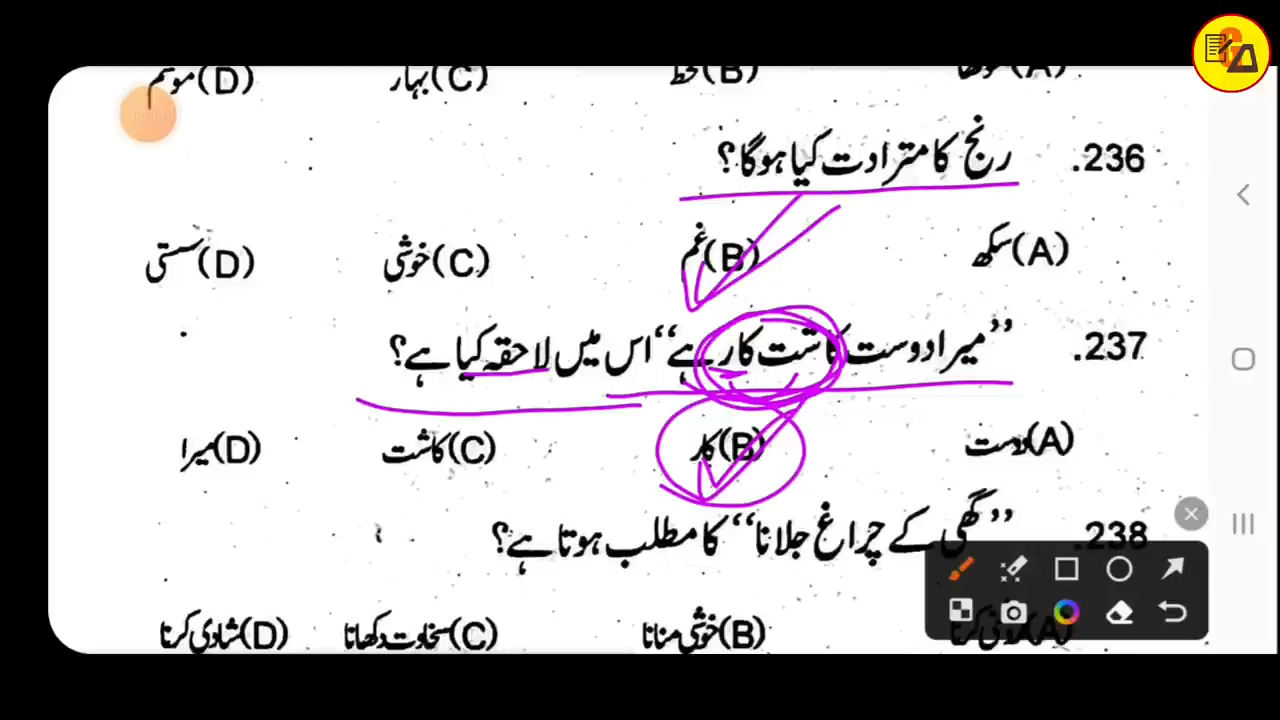 (B) خط (C) بہار (D) موسم
236. رنج کا مترادف کیا ہوگا؟
(A) سکھ (B) غم (C) خوشی (D) سستی
237. ’’میرا دوست کاشت کار ہے‘‘ اس میں لاحقہ کیا ہے؟
(A) دوست (B) کار (C) کاشت (D) میرا
238. ’’گھی کے چراغ جلانا‘‘ کا مطلب ہوتا ہے؟
(A) (B) خوشی منانا (C) سخاوت دکھانا (D) شادی کرنا